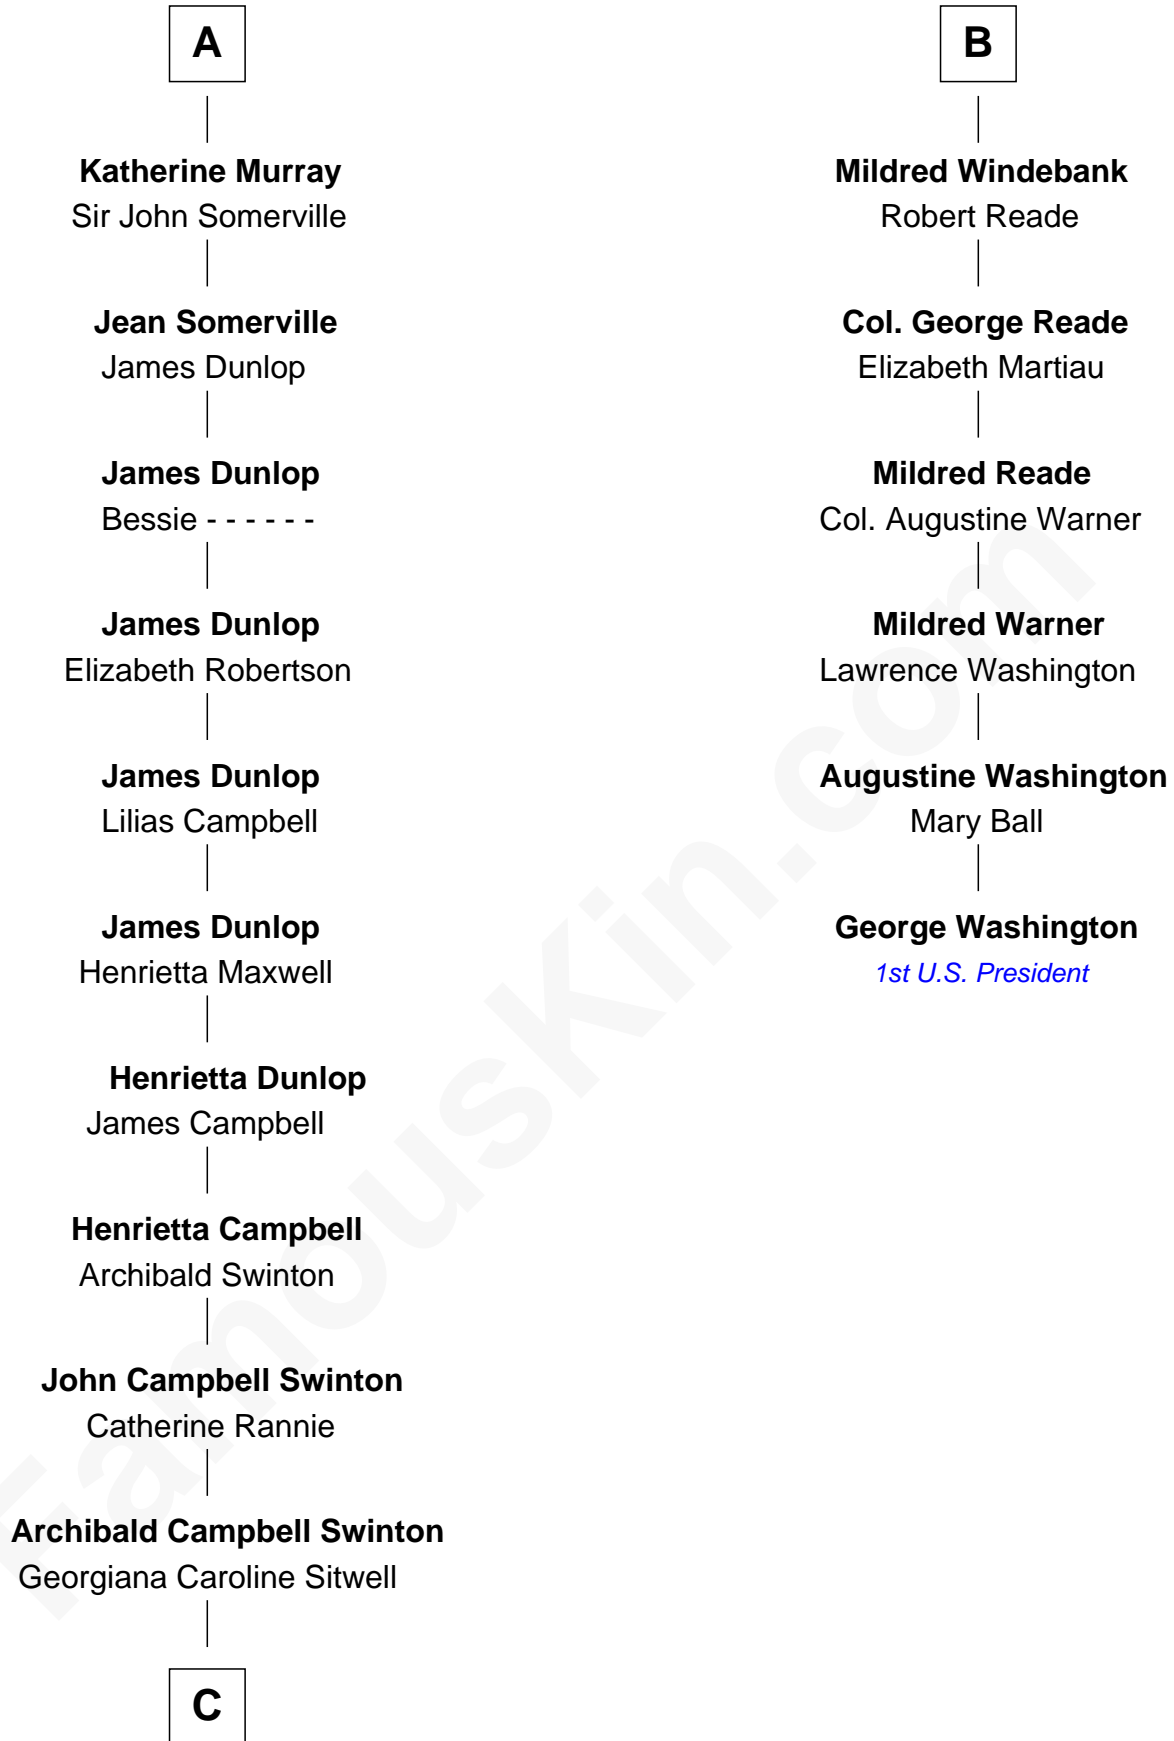 A
Katherine Murray
Sir John Somerville
Jean Somerville
James Dunlop
James Dunlop
Bessie - - - - - -
James Dunlop
Elizabeth Robertson
James Dunlop
Lilias Campbell
James Dunlop
Henrietta Maxwell
Henrietta Dunlop
James Campbell
Henrietta Campbell
Archibald Swinton
John Campbell Swinton
Catherine Rannie
Archibald Campbell Swinton
Georgiana Caroline Sitwell
C
B
Mildred Windebank
Robert Reade
Col. George Reade
Elizabeth Martiau
Mildred Reade
Col. Augustine Warner
Mildred Warner
Lawrence Washington
Augustine Washington
Mary Ball
George Washington
1st U.S. President
FamousKin.com